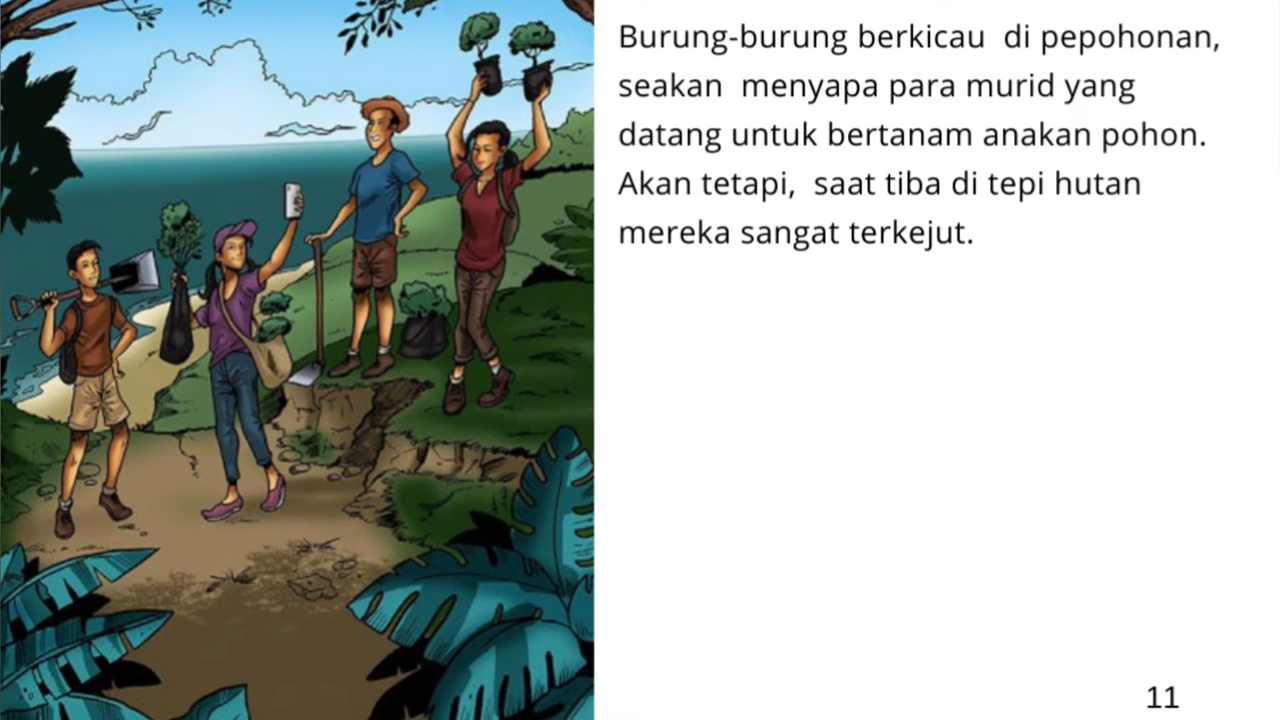 Burung-burung berkicau  di pepohonan,
seakan  menyapa para murid yang
datang untuk bertanam anakan pohon.
Akan tetapi,  saat tiba di tepi hutan
mereka sangat terkejut.
11